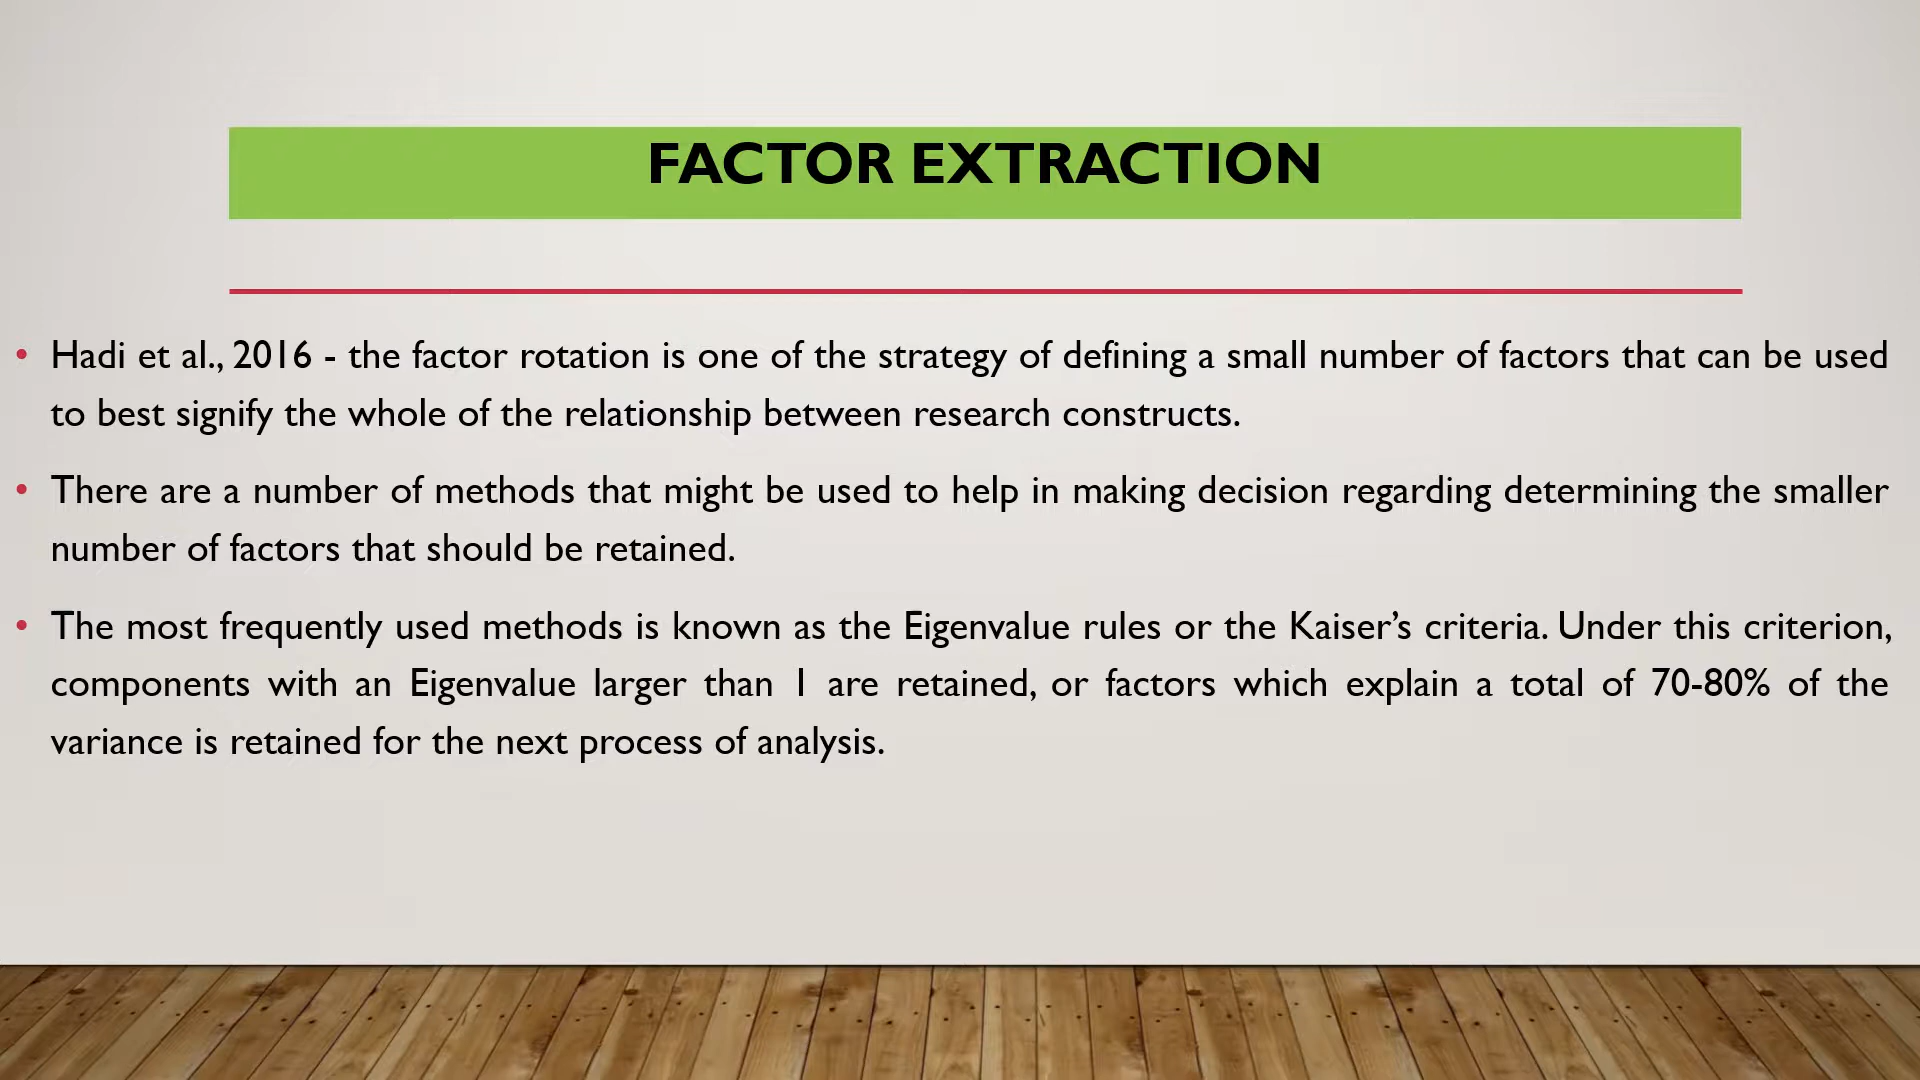 FACTOR EXTRACTION
• Hadi et al., 2016 - the factor rotation is one of the strategy of defining a small number of factors that can be used
to best signify the whole of the relationship between research constructs.
• There are a number of methods that might be used to help in making decision regarding determining the smaller
number of factors that should be retained.
• The most frequently used methods is known as the Eigenvalue rules or the Kaiser’s criteria. Under this criterion,
components with an Eigenvalue larger than 1 are retained, or factors which explain a total of 70-80% of the
variance is retained for the next process of analysis.